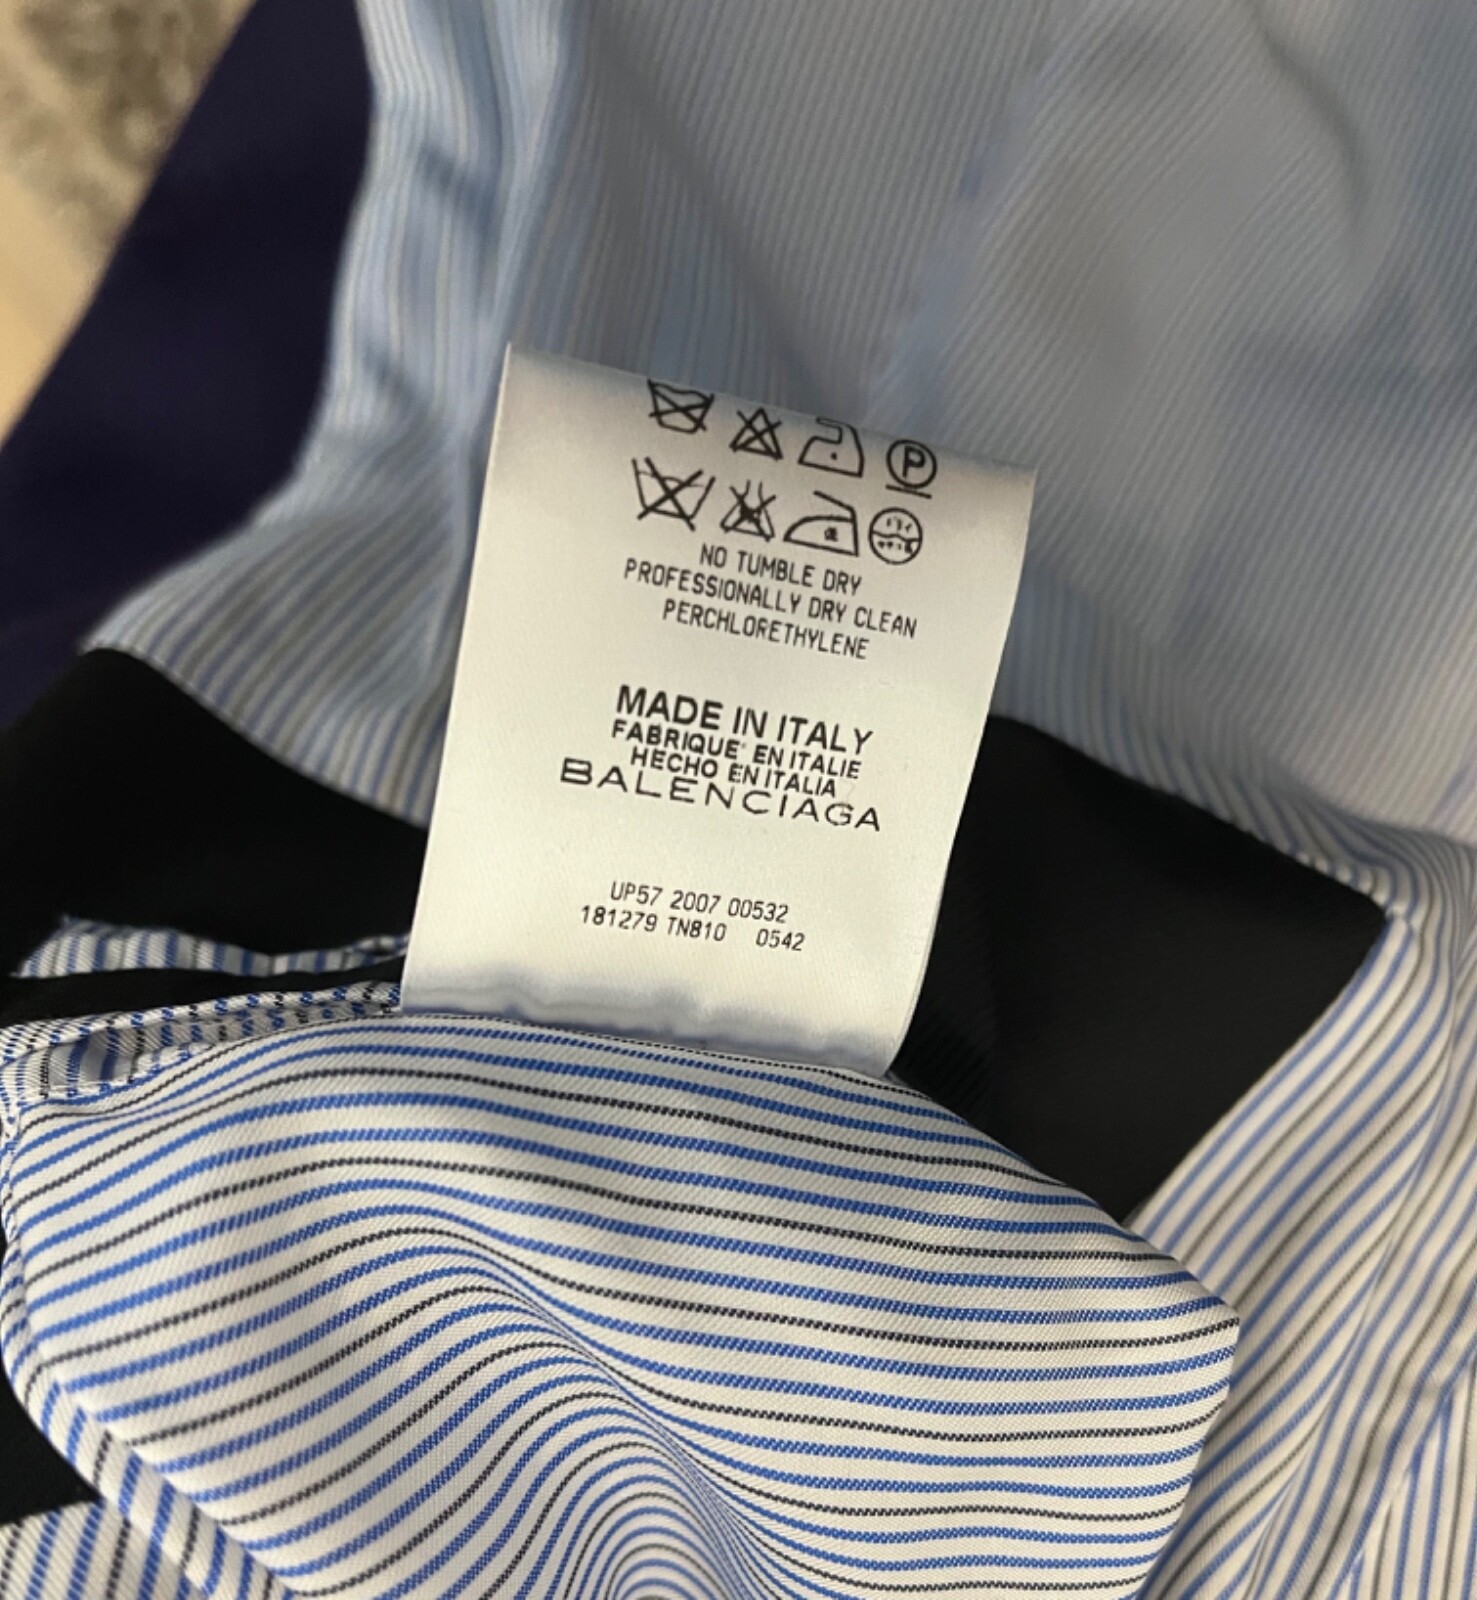 P
NO TUMBLE DRY
PROFESSIONALLY DRY CLEAN
PERCHLORETHYLENE
MADE IN ITALY
FABRIQUE' EN ITALIE
HECHO EN ITALIA
BALENCIAGA
UP57 2007 00532
181279 TN810 0542